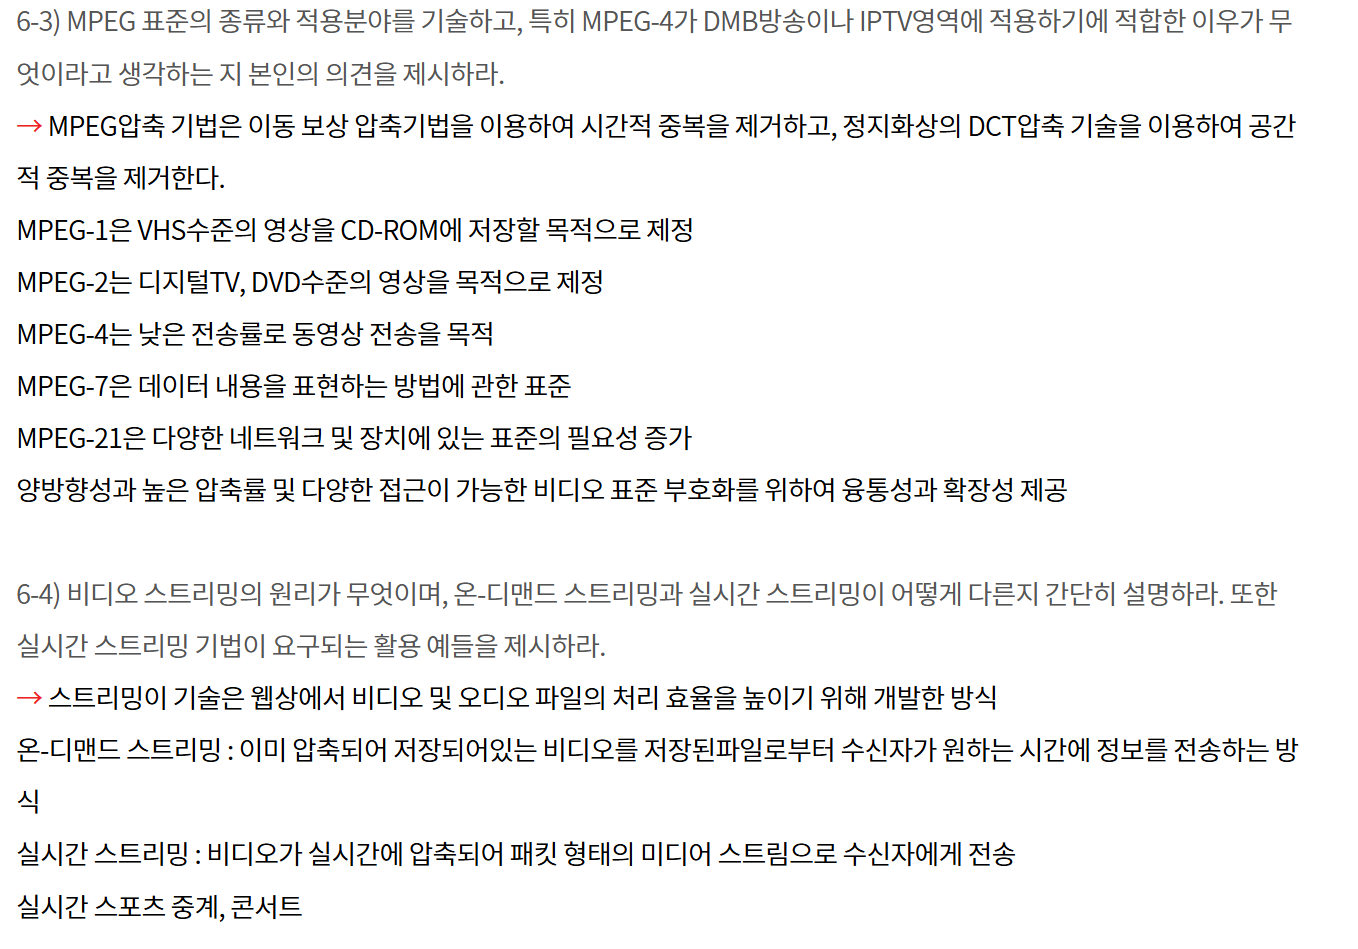 6-3) MPEG 표준의 종류와 적용분야를 기술하고, 특히 MPEG-4가 DMB방송이나 IPTV영역에 적용하기에 적합한 이우가 무
엇이라고 생각하는 지 본인의 의견을 제시하라.
→ MPEG압축 기법은 이동 보상 압축기법을 이용하여 시간적 중복을 제거하고, 정지화상의 DCT압축 기술을 이용하여 공간
적 중복을 제거한다.
MPEG-1은 VHS수준의 영상을 CD-ROM에 저장할 목적으로 제정
MPEG-2는 디지털TV, DVD수준의 영상을 목적으로 제정
MPEG-4는 낮은 전송률로 동영상 전송을 목적
MPEG-7은 데이터 내용을 표현하는 방법에 관한 표준
MPEG-21은 다양한 네트워크 및 장치에 있는 표준의 필요성 증가
양방향성과 높은 압축률 및 다양한 접근이 가능한 비디오 표준 부호화를 위하여 융통성과 확장성 제공
6-4) 비디오 스트리밍의 원리가 무엇이며, 온-디맨드 스트리밍과 실시간 스트리밍이 어떻게 다른지 간단히 설명하라. 또한
실시간 스트리밍 기법이 요구되는 활용 예들을 제시하라.
→ 스트리밍이 기술은 웹상에서 비디오 및 오디오 파일의 처리 효율을 높이기 위해 개발한 방식
온-디맨드 스트리밍 : 이미 압축되어 저장되어있는 비디오를 저장된파일로부터 수신자가 원하는 시간에 정보를 전송하는 방
식
실시간 스트리밍 : 비디오가 실시간에 압축되어 패킷 형태의 미디어 스트림으로 수신자에게 전송
실시간 스포츠 중계, 콘서트